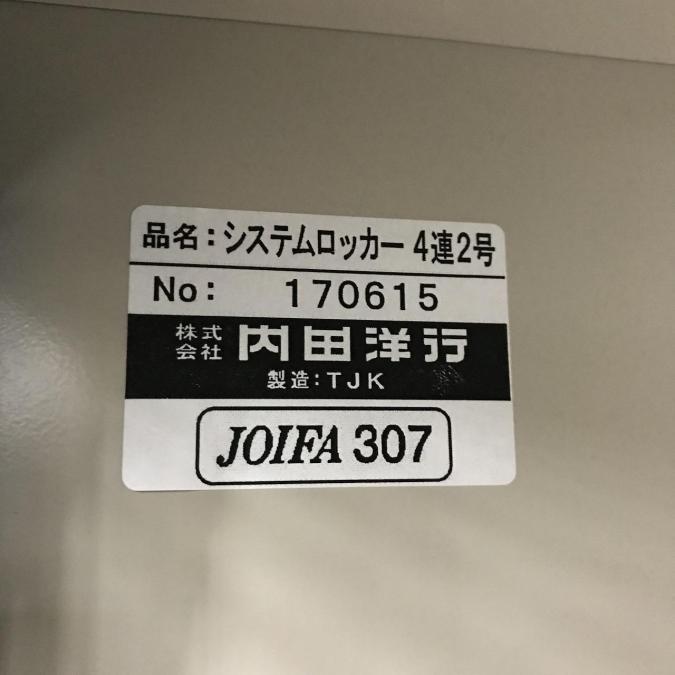 品名：システムロッカー 4連2号
No： 170615
株式会社 内田洋行
製造：TJK
JOIFA 307